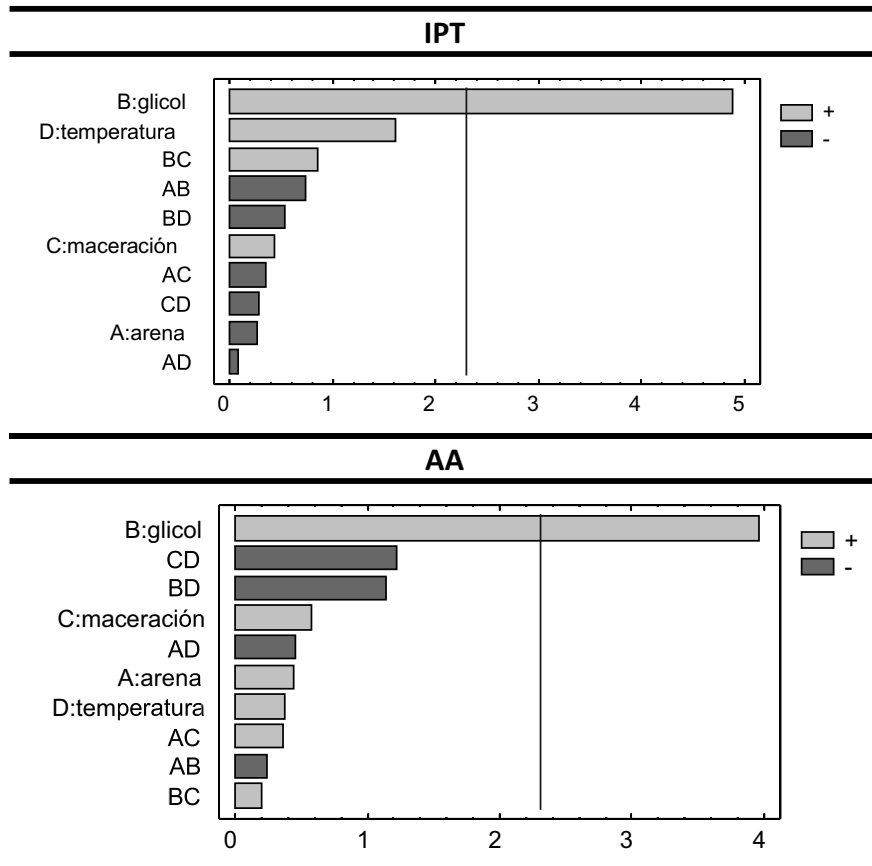 IPT
B:glicol
D:temperatura
BC
AB
BD
C:maceración
AC
CD
A:arena
AD
+
-
0 1 2 3 4 5
AA
B:glicol
CD
BD
C:maceración
AD
A:arena
D:temperatura
AC
AB
BC
+
-
0 1 2 3 4